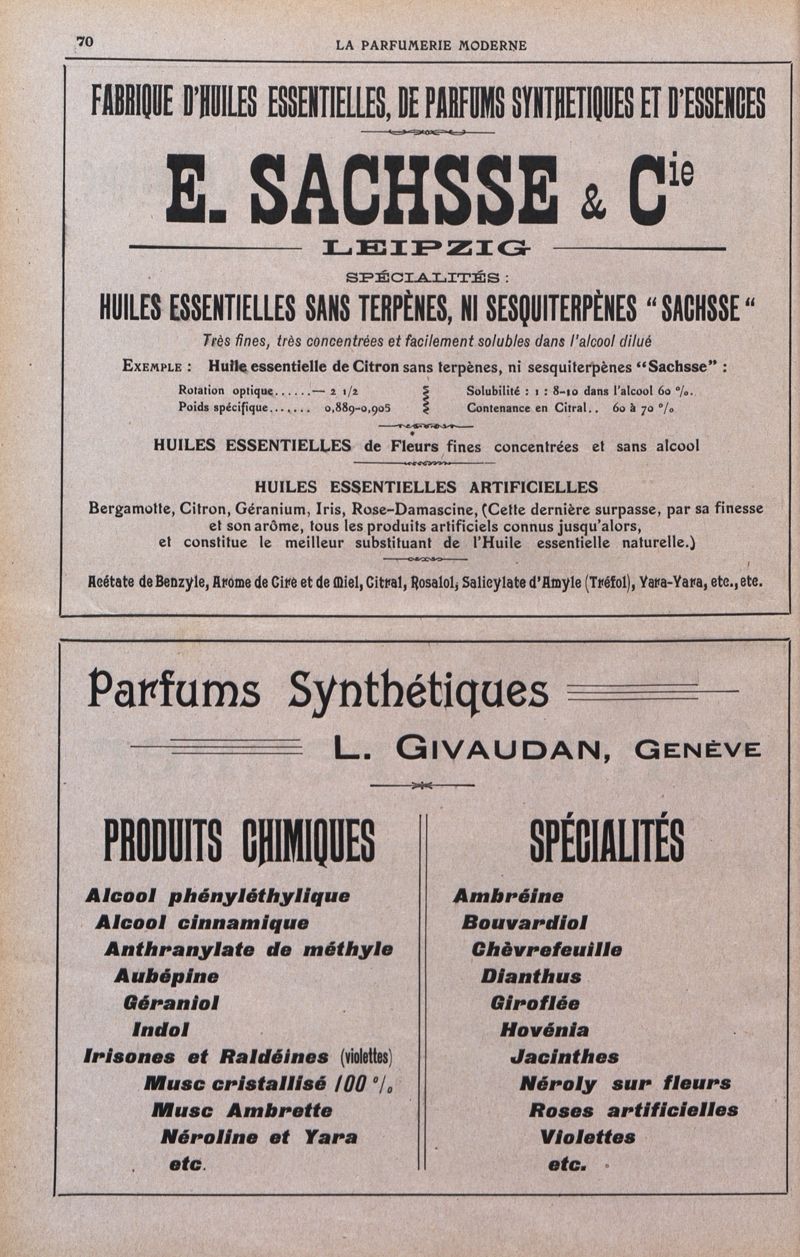 70
LA PARFUMERIE MODERNE
FABRIQUE D'HUILES ESSENTIELLES, DE PARFUMS SYNTHETIQUES ET D'ESSENCES
E. SACHSSE & Cie
LEIPZIG
SPÉCIALITÉS :
HUILES ESSENTIELLES SANS TERPÈNES, NI SESQUITERPÈNES “ SACHSSE “
Très fines, très concentrées et facilement solubles dans l'alcool dilué
EXEMPLE : Huile essentielle de Citron sans terpènes, ni sesquiterpènes “Sachsse” :
Rotation optique......— 2 1/2
Poids spécifique....... 0,889-0,905
Solubilité : 1 : 8-10 dans l'alcool 60 %.
Contenance en Citral.. 60 à 70 %
HUILES ESSENTIELLES de Fleurs fines concentrées et sans alcool
HUILES ESSENTIELLES ARTIFICIELLES
Bergamotte, Citron, Géranium, Iris, Rose-Damascine, (Cette dernière surpasse, par sa finesse
et son arôme, tous les produits artificiels connus jusqu'alors,
et constitue le meilleur substituant de l'Huile essentielle naturelle.)
Acétate de Benzyle, Arome de Cire et de Miel, Citral, Rosalol, Salicylate d'Amyle (Tréfol), Yara-Yara, etc., etc.
Parfums Synthétiques
L. GIVAUDAN, GENÈVE
PRODUITS CHIMIQUES
Alcool phényléthylique
Alcool cinnamique
Anthranylate de méthyle
Aubépine
Géraniol
Indol
Irisones et Raldéines (violettes)
Musc cristallisé 100 %
Musc Ambrette
Néroline et Yara
etc.
SPÉCIALITÉS
Ambréine
Bouvardiol
Chèvrefeuille
Dianthus
Giroflée
Hovénia
Jacinthes
Néroly sur fleurs
Roses artificielles
Violettes
etc.